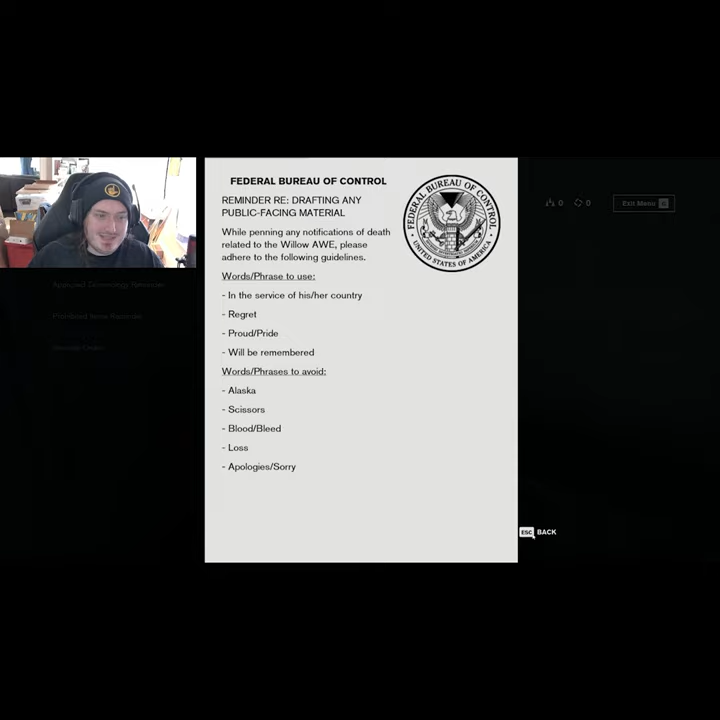 FEDERAL BUREAU OF CONTROL
REMINDER RE: DRAFTING ANY
PUBLIC-FACING MATERIAL
While penning any notifications of death
related to the Willow AWE, please
adhere to the following guidelines.
Words/Phrase to use:
- In the service of his/her country
- Regret
- Proud/Pride
- Will be remembered
Words/Phrases to avoid:
- Alaska
- Scissors
- Blood/Bleed
- Loss
- Apologies/Sorry
FEDERAL BUREAU OF CONTROL
UNITED STATES OF AMERICA
0 0
Exit Menu
ESC BACK